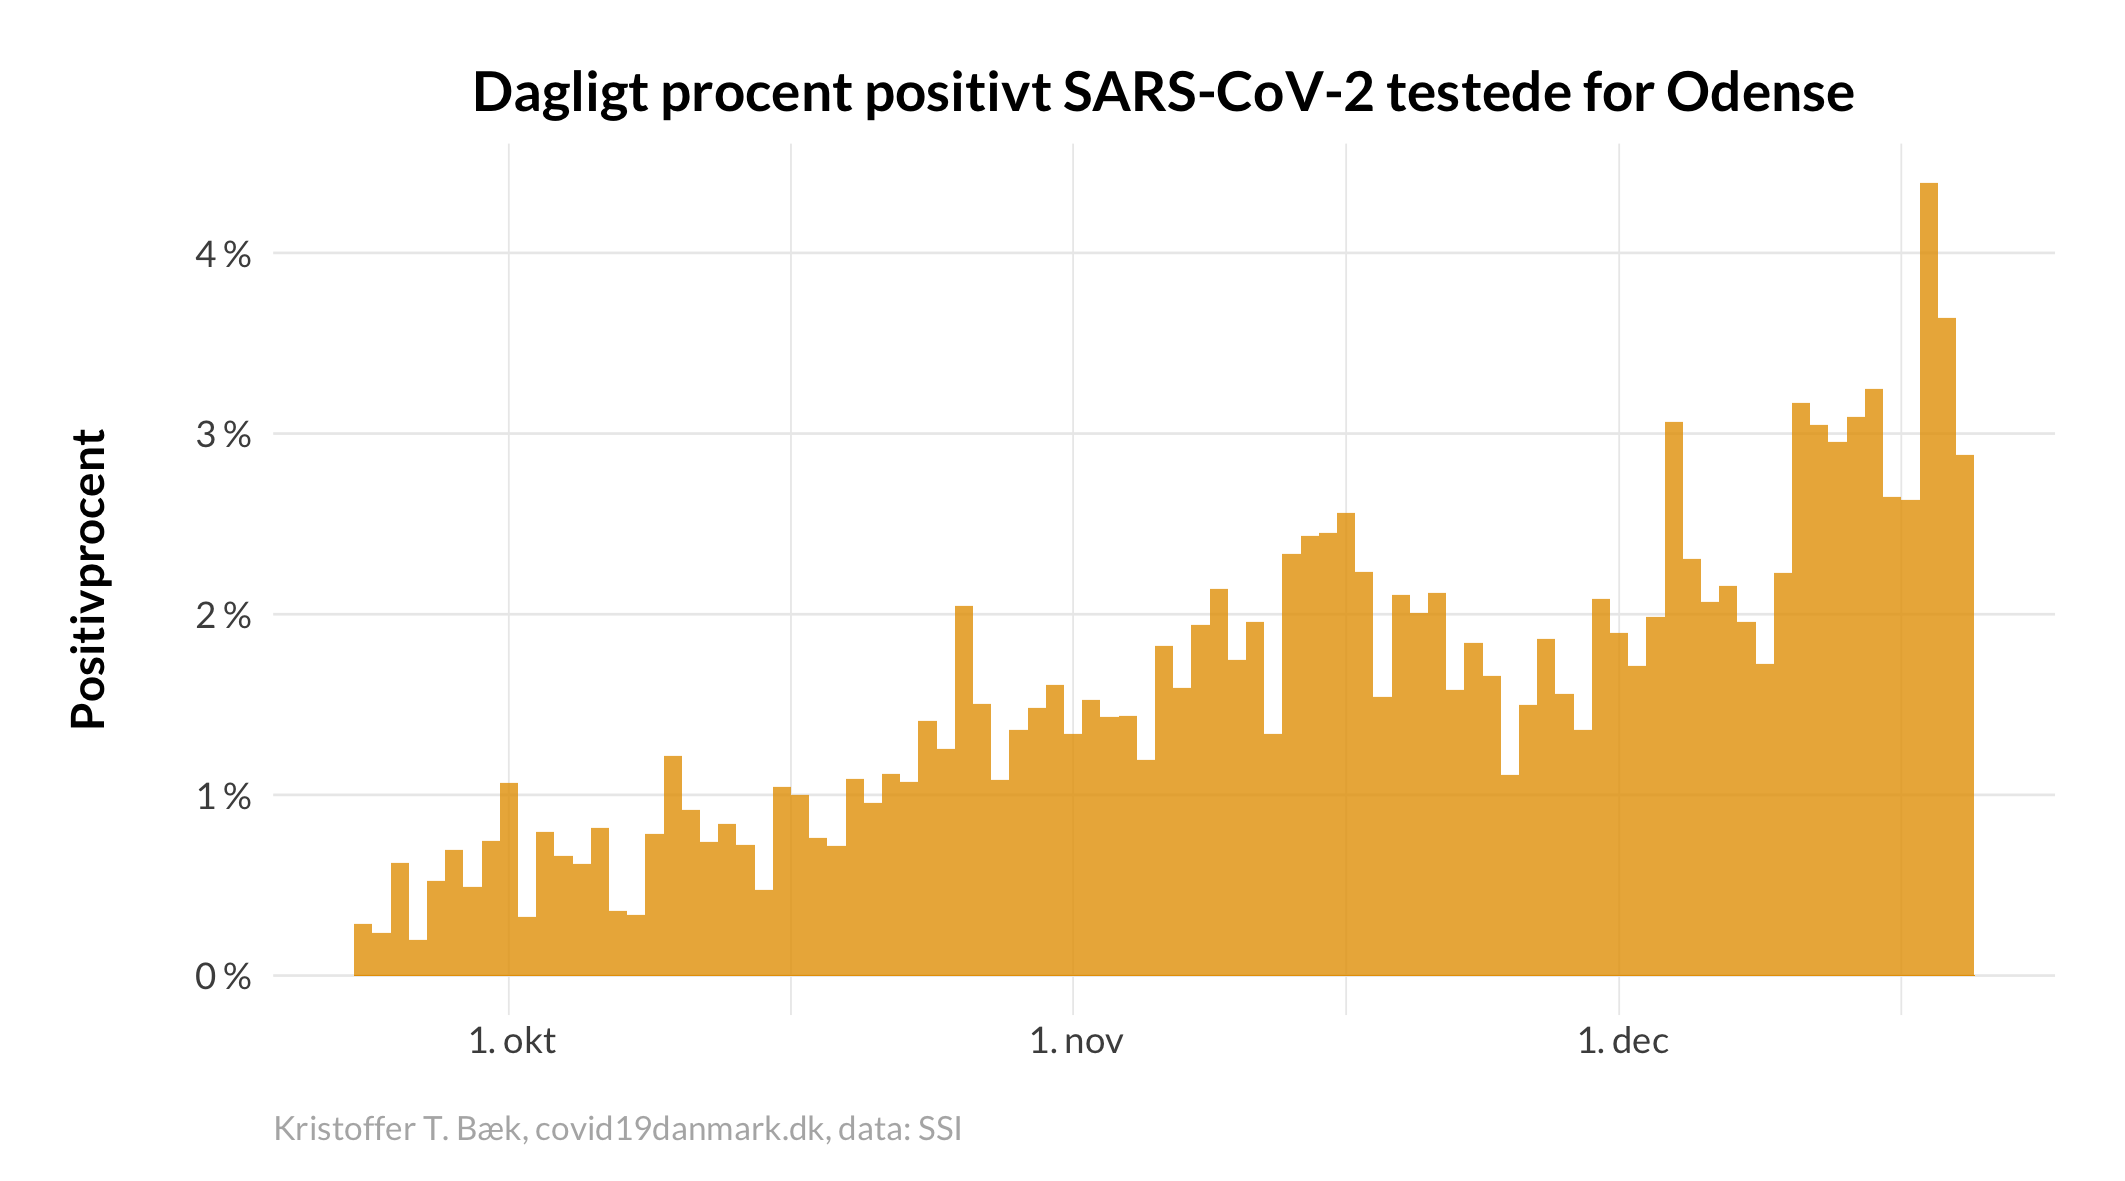 Dagligt procent positivt SARS-CoV-2 testede for Odense
Positivprocent
4 %
3 %
2 %
1 %
0 %
1. okt
1. nov
1. dec
Kristoffer T. Bæk, covid19danmark.dk, data: SSI